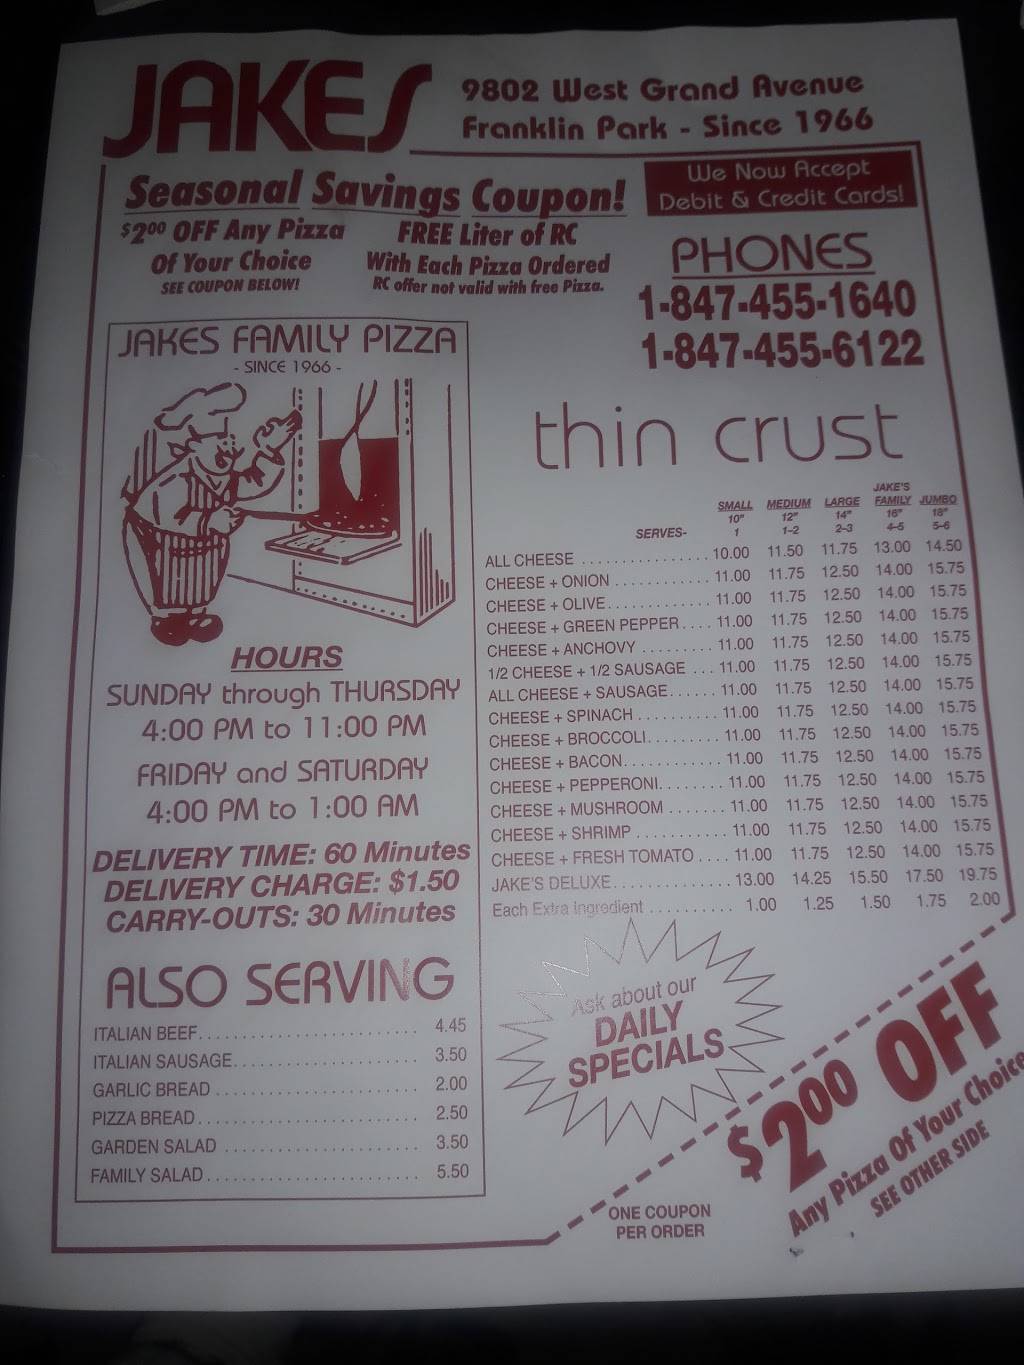 JAKES
9802 West Grand Avenue
Franklin Park - Since 1966
We Now Accept
Debit & Credit Cards!
Seasonal Savings Coupon!
$2.00 OFF Any Pizza
Of Your Choice
SEE COUPON BELOW!
FREE Liter of RC
With Each Pizza Ordered
RC offer not valid with free Pizza.
PHONES
1-847-455-1640
1-847-455-6122
JAKES FAMILY PIZZA
- SINCE 1966 -
HOURS
SUNDAY through THURSDAY
4:00 PM to 11:00 PM
FRIDAY and SATURDAY
4:00 PM to 1:00 AM
DELIVERY TIME: 60 Minutes
DELIVERY CHARGE: $1.50
CARRY-OUTS: 30 Minutes
ALSO SERVING
ITALIAN BEEF 4.45
ITALIAN SAUSAGE 3.50
GARLIC BREAD 2.00
PIZZA BREAD 2.50
GARDEN SALAD 3.50
FAMILY SALAD 5.50
thin crust
JAKE'S
SMALL MEDIUM LARGE FAMILY JUMBO
10" 12" 14" 16" 18"
SERVES- 1 1-2 2-3 4-5 5-6
ALL CHEESE 10.00 11.50 11.75 13.00 14.50
CHEESE + ONION 11.00 11.75 12.50 14.00 15.75
CHEESE + OLIVE 11.00 11.75 12.50 14.00 15.75
CHEESE + GREEN PEPPER 11.00 11.75 12.50 14.00 15.75
CHEESE + ANCHOVY 11.00 11.75 12.50 14.00 15.75
1/2 CHEESE + 1/2 SAUSAGE 11.00 11.75 12.50 14.00 15.75
ALL CHEESE + SAUSAGE 11.00 11.75 12.50 14.00 15.75
CHEESE + SPINACH 11.00 11.75 12.50 14.00 15.75
CHEESE + BROCCOLI 11.00 11.75 12.50 14.00 15.75
CHEESE + BACON 11.00 11.75 12.50 14.00 15.75
CHEESE + PEPPERONI 11.00 11.75 12.50 14.00 15.75
CHEESE + MUSHROOM 11.00 11.75 12.50 14.00 15.75
CHEESE + SHRIMP 11.00 11.75 12.50 14.00 15.75
CHEESE + FRESH TOMATO 11.00 11.75 12.50 14.00 15.75
JAKE'S DELUXE 13.00 14.25 15.50 17.50 19.75
Each Extra Ingredient 1.00 1.25 1.50 1.75 2.00
Ask about our
DAILY
SPECIALS
$2.00 OFF
Any Pizza Of Your Choice
SEE OTHER SIDE
ONE COUPON
PER ORDER